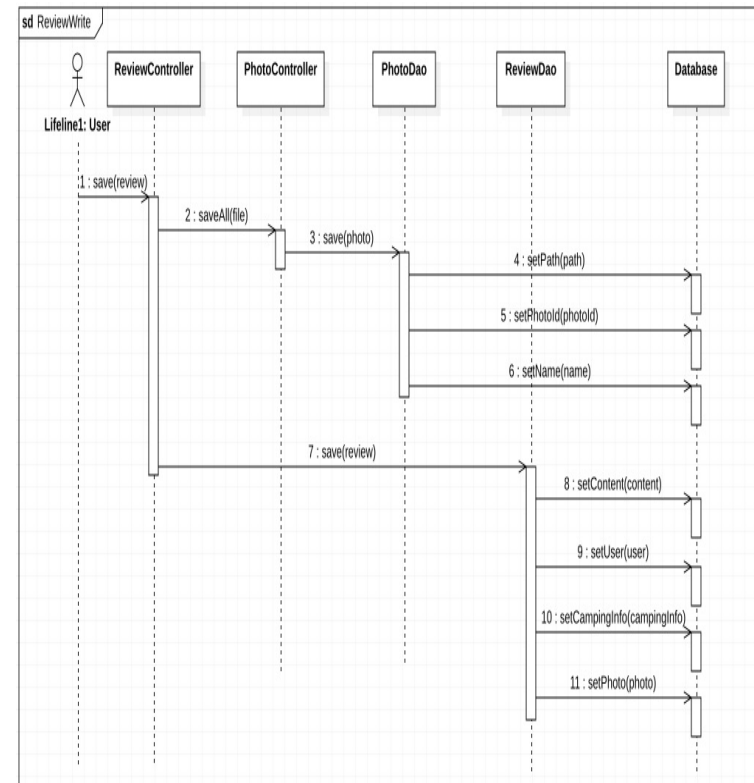 sd ReviewWrite
ReviewController
PhotoController
PhotoDao
ReviewDao
Database
Lifeline1: User
1 : save(review)
2 : saveAll(file)
3 : save(photo)
4 : setPath(path)
5 : setPhotoId(photoId)
6 : setName(name)
7 : save(review)
8 : setContent(content)
9 : setUser(user)
10 : setCampingInfo(campingInfo)
11 : setPhoto(photo)